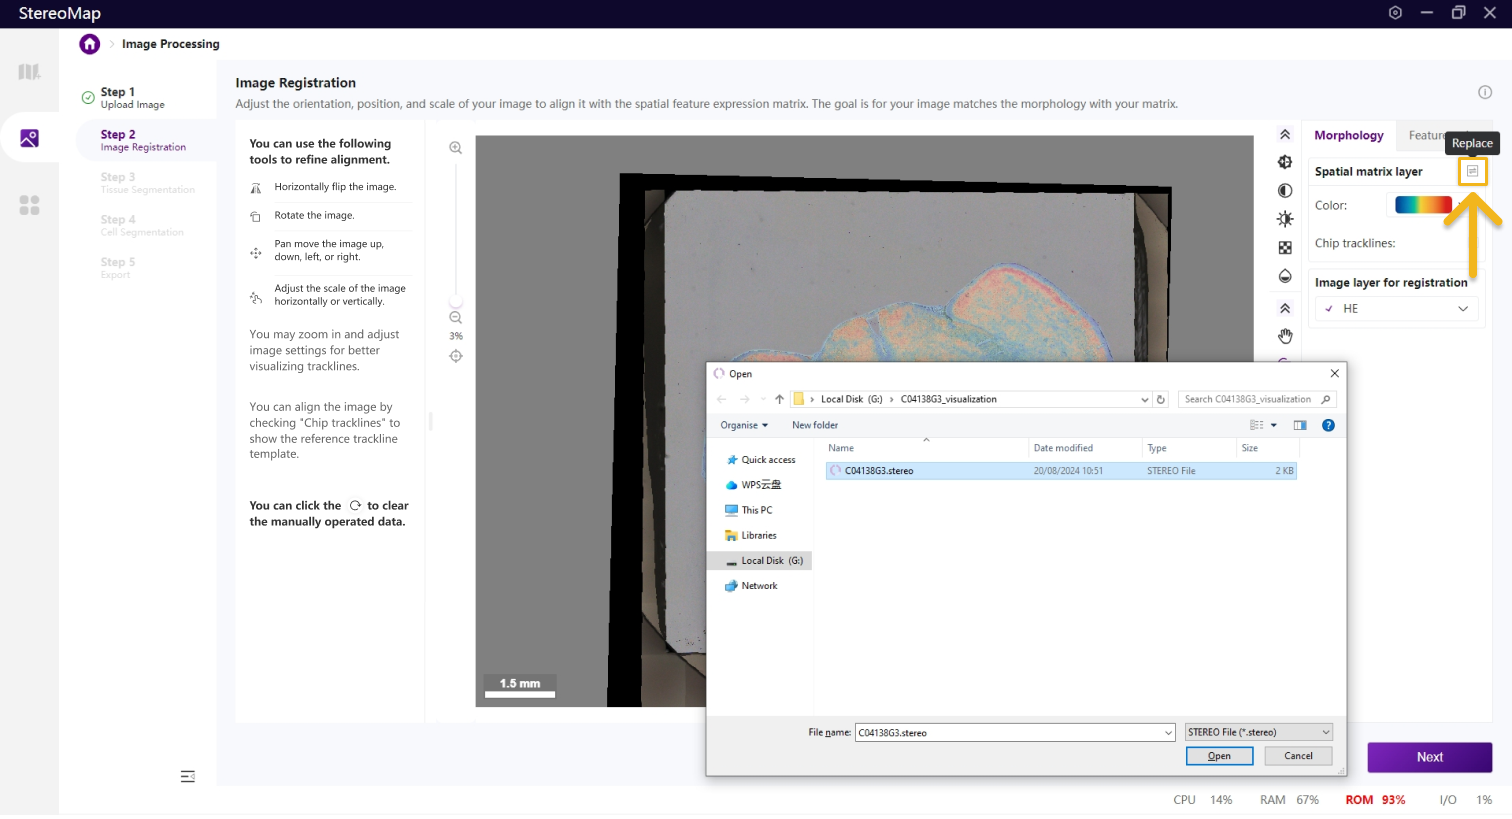 StereoMap
Image Processing
Step 1
Upload Image
Step 2
Image Registration
Step 3
Tissue Segmentation
Step 4
Cell Segmentation
Step 5
Export
Image Registration
Adjust the orientation, position, and scale of your image to align it with the spatial feature expression matrix. The goal is for your image matches the morphology with your matrix.
You can use the following
tools to refine alignment.
Horizontally flip the image.
Rotate the image.
Pan move the image up,
down, left, or right.
Adjust the scale of the image
horizontally or vertically.
You may zoom in and adjust
image settings for better
visualizing tracklines.
You can align the image by
checking "Chip tracklines" to
show the reference trackline
template.
You can click the to clear
the manually operated data.
3%
1.5 mm
Morphology
Feature
Replace
Spatial matrix layer
Color:
Chip tracklines:
Image layer for registration
HE
Open
Local Disk (G:) › C04138G3_visualization
Search C04138G3_visualization
Organise
New folder
Name
Date modified
Type
Size
C04138G3.stereo
20/08/2024 10:51
STEREO File
2 KB
Quick access
WPS云盘
This PC
Libraries
Local Disk (G:)
Network
File name:
C04138G3.stereo
STEREO File (*.stereo)
Open
Cancel
Next
CPU 14%
RAM 67%
ROM 93%
I/O 1%